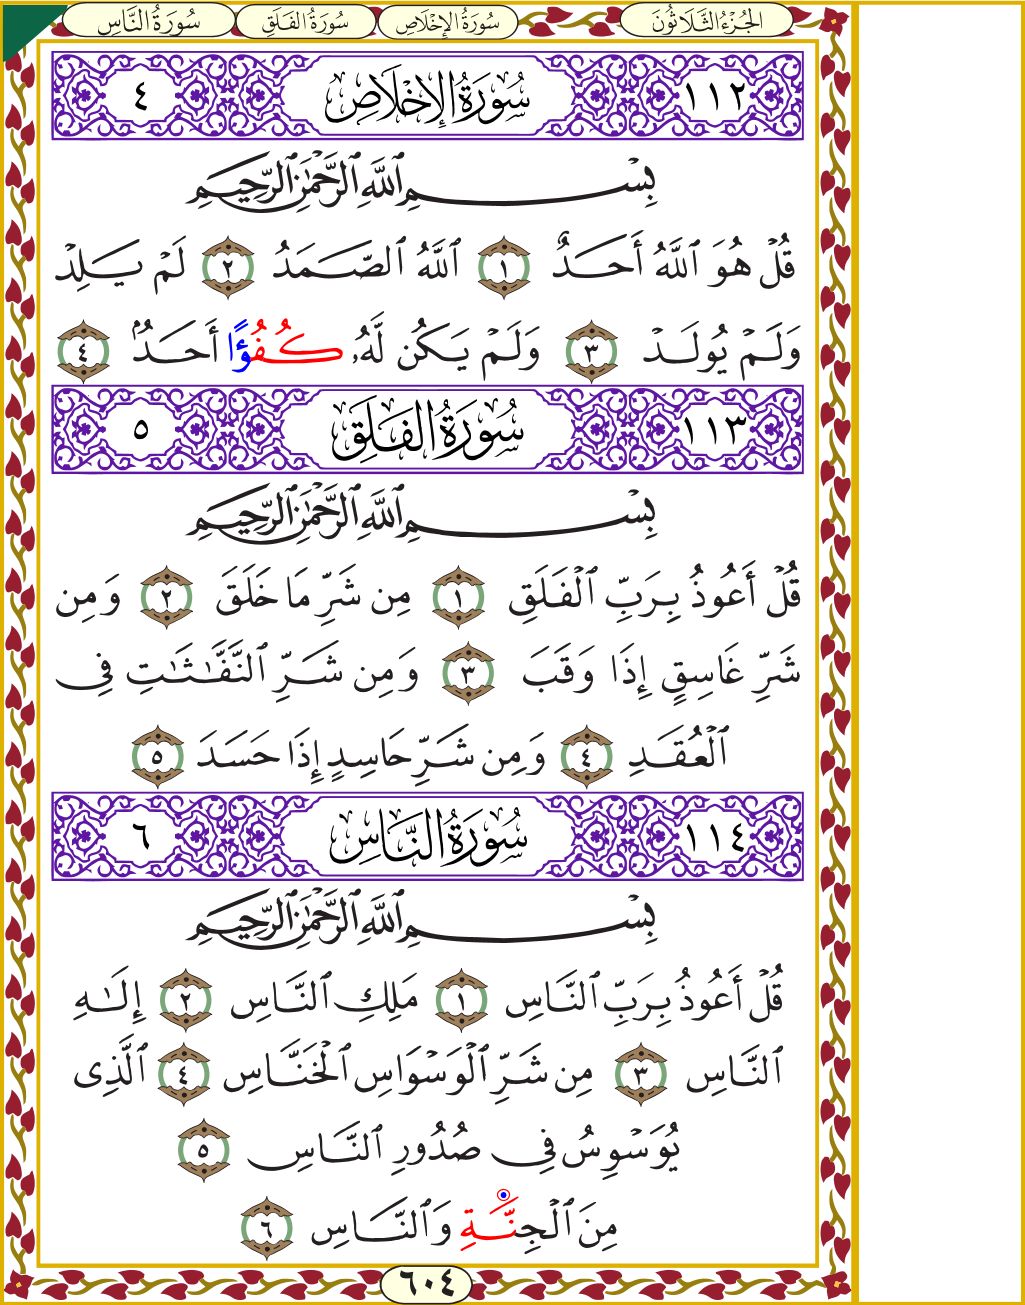 الجُزْءُ الثَّلَاثُونَ سُورَةُ الإِخْلَاصِ سُورَةُ الفَلَقِ سُورَةُ النَّاسِ
١١٢ سُورَةُ الإِخْلَاصِ ٤
بِسْمِ ٱللَّهِ ٱلرَّحْمَٰنِ ٱلرَّحِيمِ
قُلْ هُوَ ٱللَّهُ أَحَدٌ ١ ٱللَّهُ ٱلصَّمَدُ ٢ لَمْ يَلِدْ
وَلَمْ يُولَدْ ٣ وَلَمْ يَكُن لَّهُۥ كُفُؤًا أَحَدٌۢ ٤
١١٣ سُورَةُ الفَلَقِ ٥
بِسْمِ ٱللَّهِ ٱلرَّحْمَٰنِ ٱلرَّحِيمِ
قُلْ أَعُوذُ بِرَبِّ ٱلْفَلَقِ ١ مِن شَرِّ مَا خَلَقَ ٢ وَمِن
شَرِّ غَاسِقٍ إِذَا وَقَبَ ٣ وَمِن شَرِّ ٱلنَّفَّٰثَٰتِ فِى
ٱلْعُقَدِ ٤ وَمِن شَرِّ حَاسِدٍ إِذَا حَسَدَ ٥
١١٤ سُورَةُ النَّاسِ ٦
بِسْمِ ٱللَّهِ ٱلرَّحْمَٰنِ ٱلرَّحِيمِ
قُلْ أَعُوذُ بِرَبِّ ٱلنَّاسِ ١ مَلِكِ ٱلنَّاسِ ٢ إِلَٰهِ
ٱلنَّاسِ ٣ مِن شَرِّ ٱلْوَسْوَاسِ ٱلْخَنَّاسِ ٤ ٱلَّذِى
يُوَسْوِسُ فِى صُدُورِ ٱلنَّاسِ ٥
مِنَ ٱلْجِنَّةِ وَٱلنَّاسِ ٦
٦٠٤